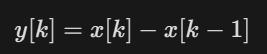 y[k] = x[k] − x[k − 1]